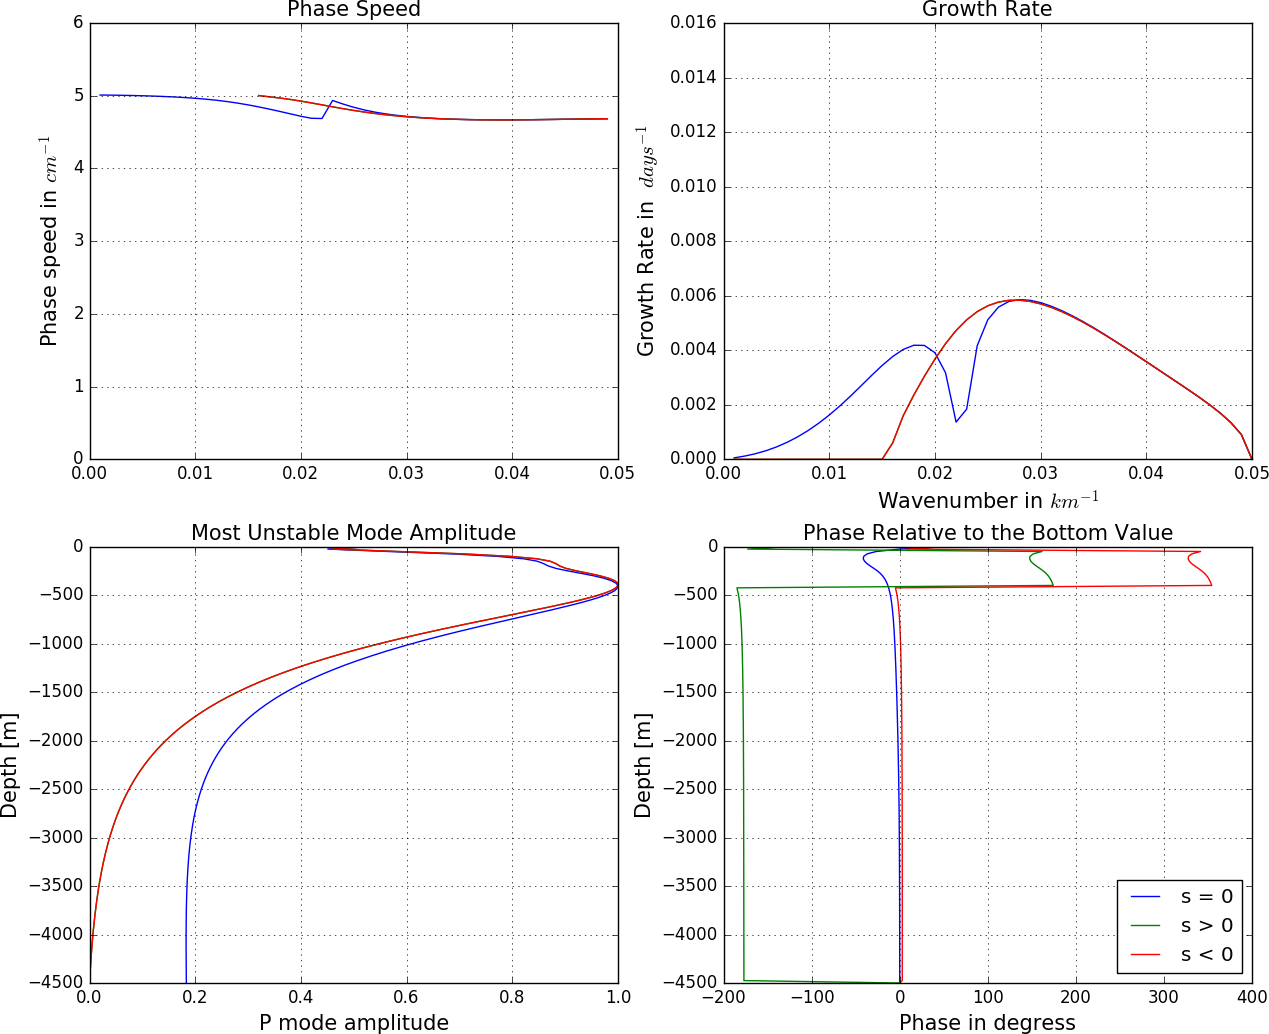 Phase Speed
6
5
4
3
2
1
0
0.00 0.01 0.02 0.03 0.04 0.05
Phase speed in cm⁻¹
Growth Rate
0.016
0.014
0.012
0.010
0.008
0.006
0.004
0.002
0.000
0.00 0.01 0.02 0.03 0.04 0.05
Growth Rate in days⁻¹
Wavenumber in km⁻¹
Most Unstable Mode Amplitude
0
−500
−1000
−1500
−2000
−2500
−3000
−3500
−4000
−4500
0.0 0.2 0.4 0.6 0.8 1.0
Depth [m]
P mode amplitude
Phase Relative to the Bottom Value
0
−500
−1000
−1500
−2000
−2500
−3000
−3500
−4000
−4500
−200 −100 0 100 200 300 400
Depth [m]
Phase in degress
s = 0
s > 0
s < 0